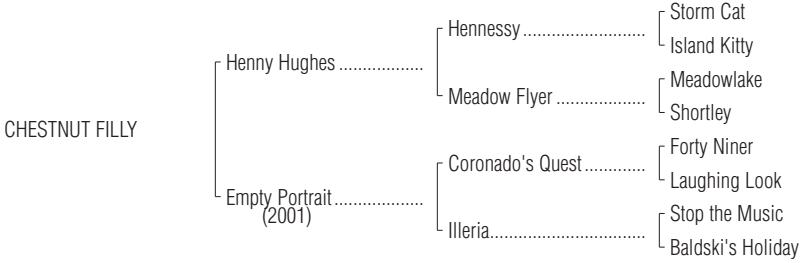 Storm Cat
Hennessy ..........................
Island Kitty
Henny Hughes ..................
Meadowlake
Meadow Flyer ...................
Shortley
CHESTNUT FILLY
Forty Niner
Coronado's Quest.............
Laughing Look
Empty Portrait...................
(2001)
Stop the Music
Illeria.................................
Baldski's Holiday